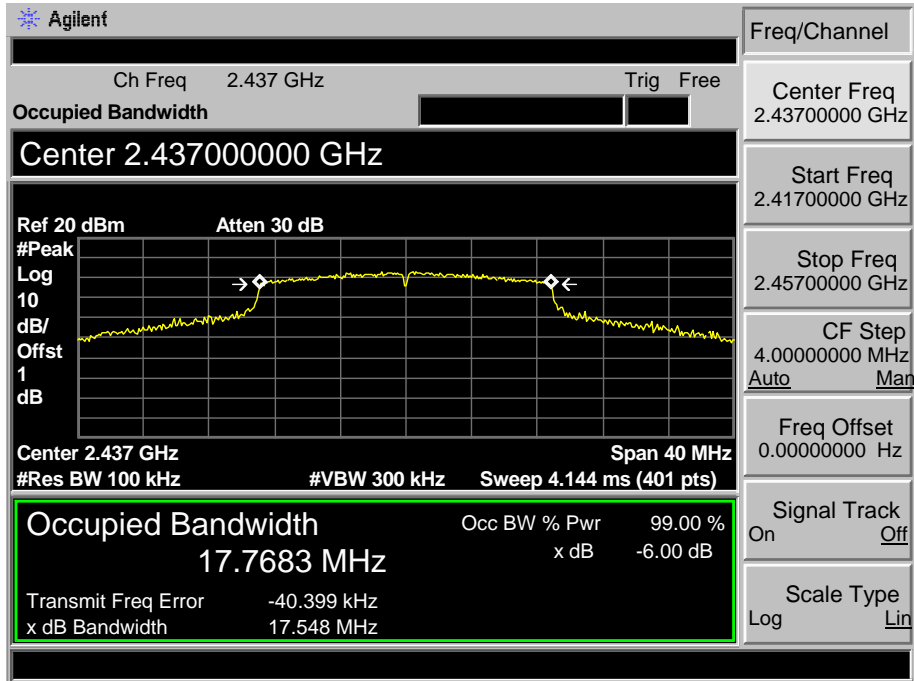 Agilent
Freq/Channel
Ch Freq 2.437 GHz Trig Free
Occupied Bandwidth
Center 2.437000000 GHz
Ref 20 dBm Atten 30 dB
#Peak
Log
10
dB/
Offst
1
dB
Center 2.437 GHz Span 40 MHz
#Res BW 100 kHz #VBW 300 kHz Sweep 4.144 ms (401 pts)
Occupied Bandwidth
17.7683 MHz
Occ BW % Pwr 99.00 %
x dB -6.00 dB
Transmit Freq Error -40.399 kHz
x dB Bandwidth 17.548 MHz
Center Freq
2.43700000 GHz
Start Freq
2.41700000 GHz
Stop Freq
2.45700000 GHz
CF Step
4.00000000 MHz
Auto Man
Freq Offset
0.00000000 Hz
Signal Track
On Off
Scale Type
Log Lin